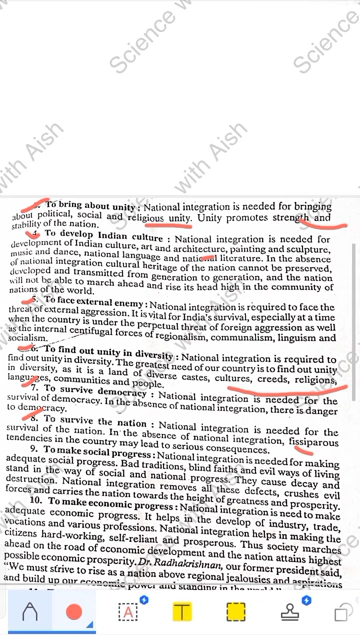 Science with Aish
3. To bring about unity : National integration is needed for bringing
about political, social and religious unity. Unity promotes strength and
stability of the nation.
4. To develop Indian culture : National integration is needed for
development of Indian culture, art and architecture, painting and sculpture,
music and dance, national language and national literature. In the absence
of national integration cultural heritage of the nation cannot be preserved,
developed and transmitted from generation to generation, and the nation
will not be able to march ahead and rise its head high in the community of
nations of the world.
5. To face external enemy : National integration is required to face the
threat of external aggression. It is vital for India's survival, especially at a time
when the country is under the perpetual threat of foreign aggression as well
as the internal centifugal forces of regionalism, communalism, linguism and
socialism.
6. To find out unity in diversity : National integration is required to
find out unity in diversity. The greatest need of our country is to find out unity
in diversity, as it is a land of diverse castes, cultures, creeds, religions,
languages, communities and people.
7. To survive democracy : National integration is needed for the
survival of democracy. In the absence of national integration, there is danger
to democracy.
8. To survive the nation : National integration is needed for the
survival of the nation. In the absence of national integration, fissiparous
tendencies in the country may lead to serious consequences.
9. To make social progress : National integration is needed for making
adequate social progress. Bad traditions, blind faiths and evil ways of living
stand in the way of social and national progress. They cause decay and
destruction. National integration removes all these defects, crushes evil
forces and carries the nation towards the height of greatness and prosperity.
10. To make economic progress : National integration is need to make
adequate economic progress. It helps in the develop of industry, trade,
vocations and various professions. National integration helps in making the
citizens hard-working, self-reliant and prosperous. Thus society marches
ahead on the road of economic development and the nation attains highest
possible economic prosperity. Dr. Radhakrishnan, our former president said,
"We must strive to rise as a nation above regional jealousies and aspirations
and build up our economic power and standing in the
A
T